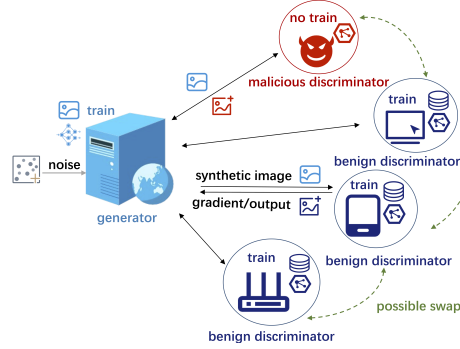 no train
malicious discriminator
train
train
benign discriminator
noise
synthetic image
train
gradient/output
generator
benign discriminator
train
possible swap
benign discriminator